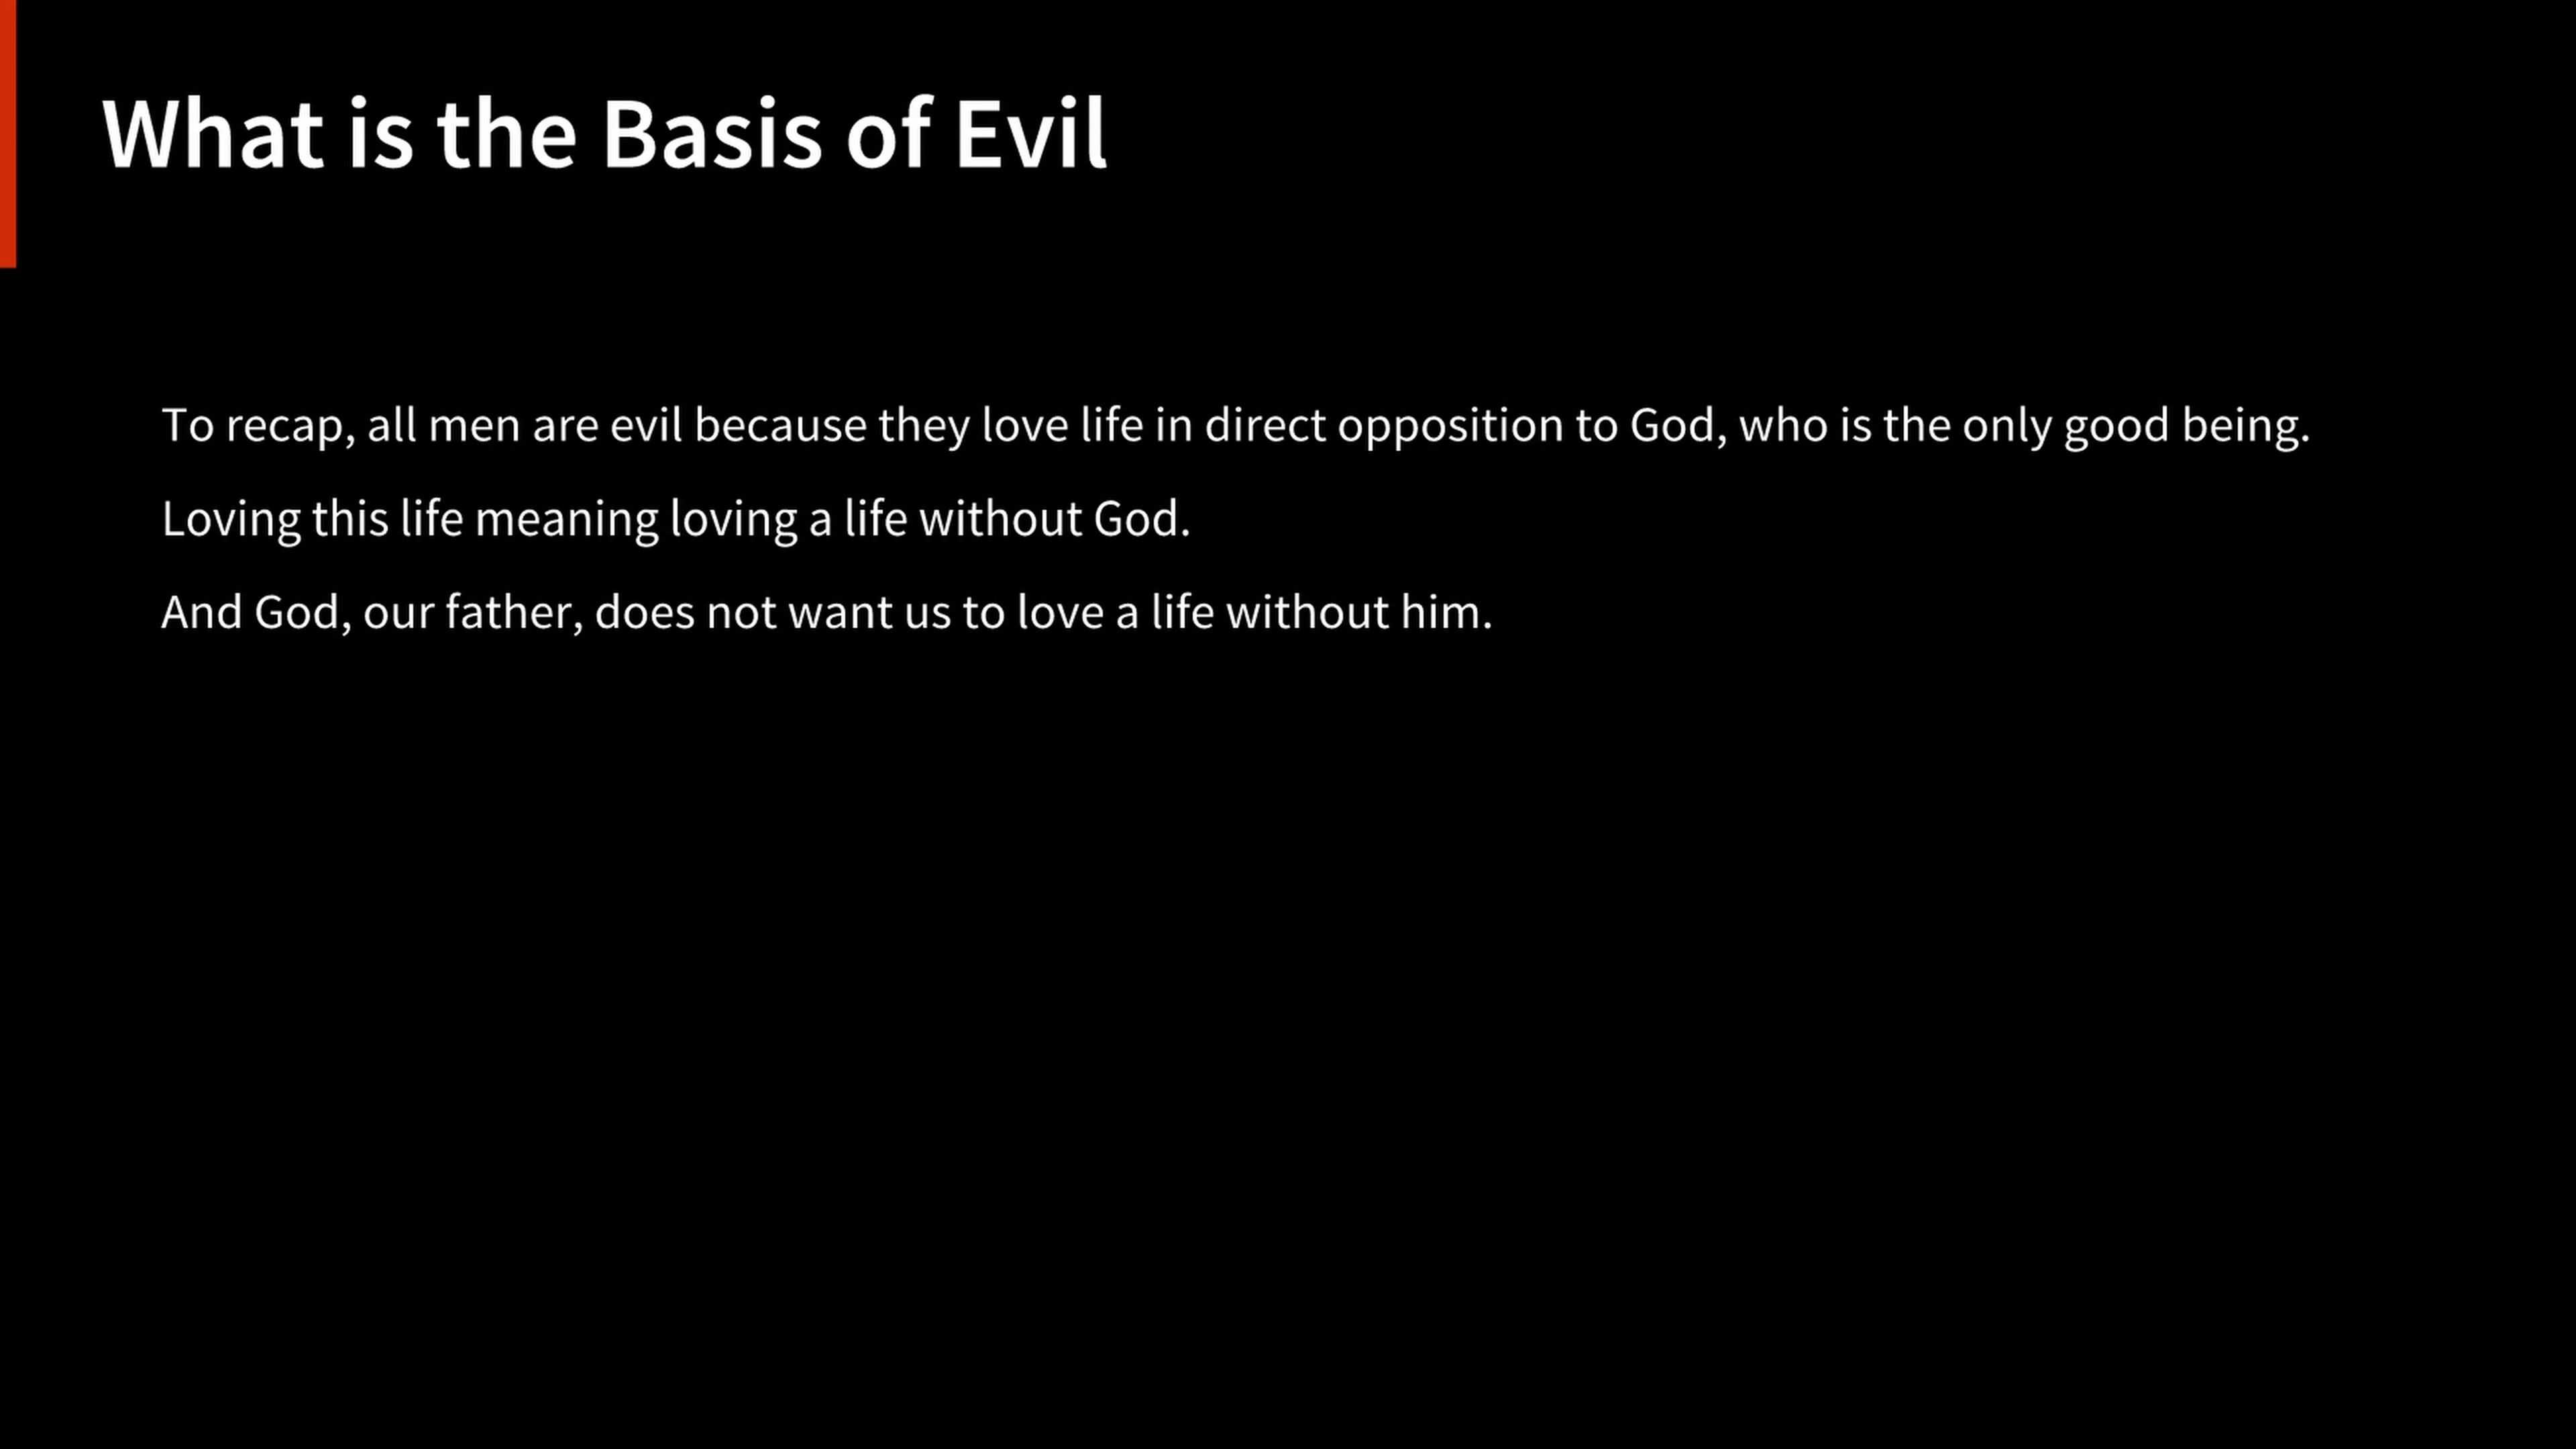 What is the Basis of Evil
To recap, all men are evil because they love life in direct opposition to God, who is the only good being.
Loving this life meaning loving a life without God.
And God, our father, does not want us to love a life without him.